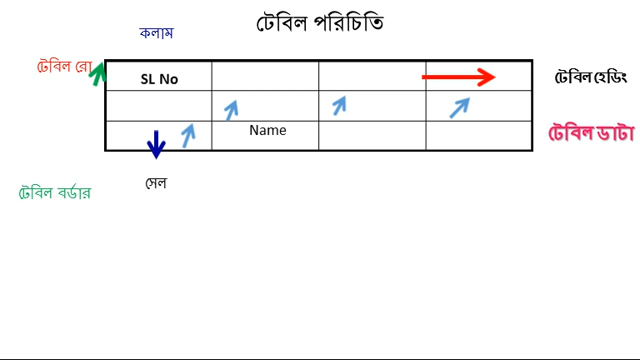 টেবিল পরিচিতি
কলাম
টেবিল রো
SL No
টেবিল হেডিং
Name
টেবিল ডাটা
সেল
টেবিল বর্ডার